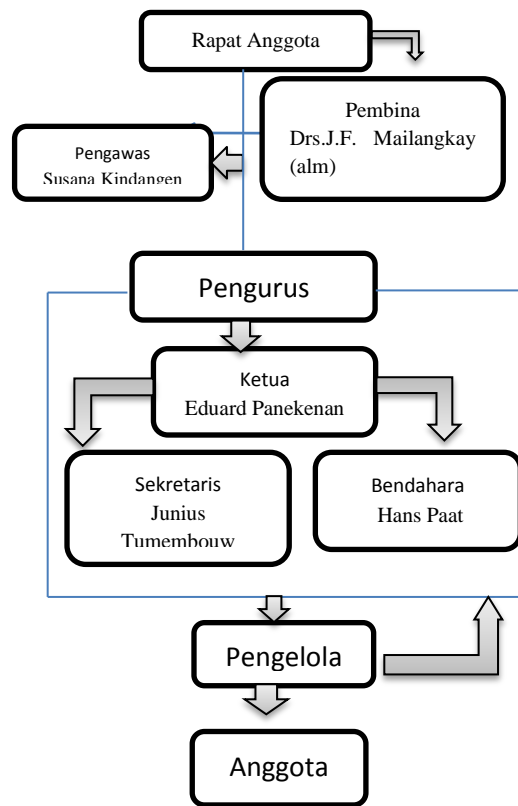 Rapat Anggota
Pembina
Drs.J.F. Mailangkay
(alm)
Pengawas
Susana Kindangen
Pengurus
Ketua
Eduard Panekenan
Sekretaris
Junius
Tumembouw
Bendahara
Hans Paat
Pengelola
Anggota